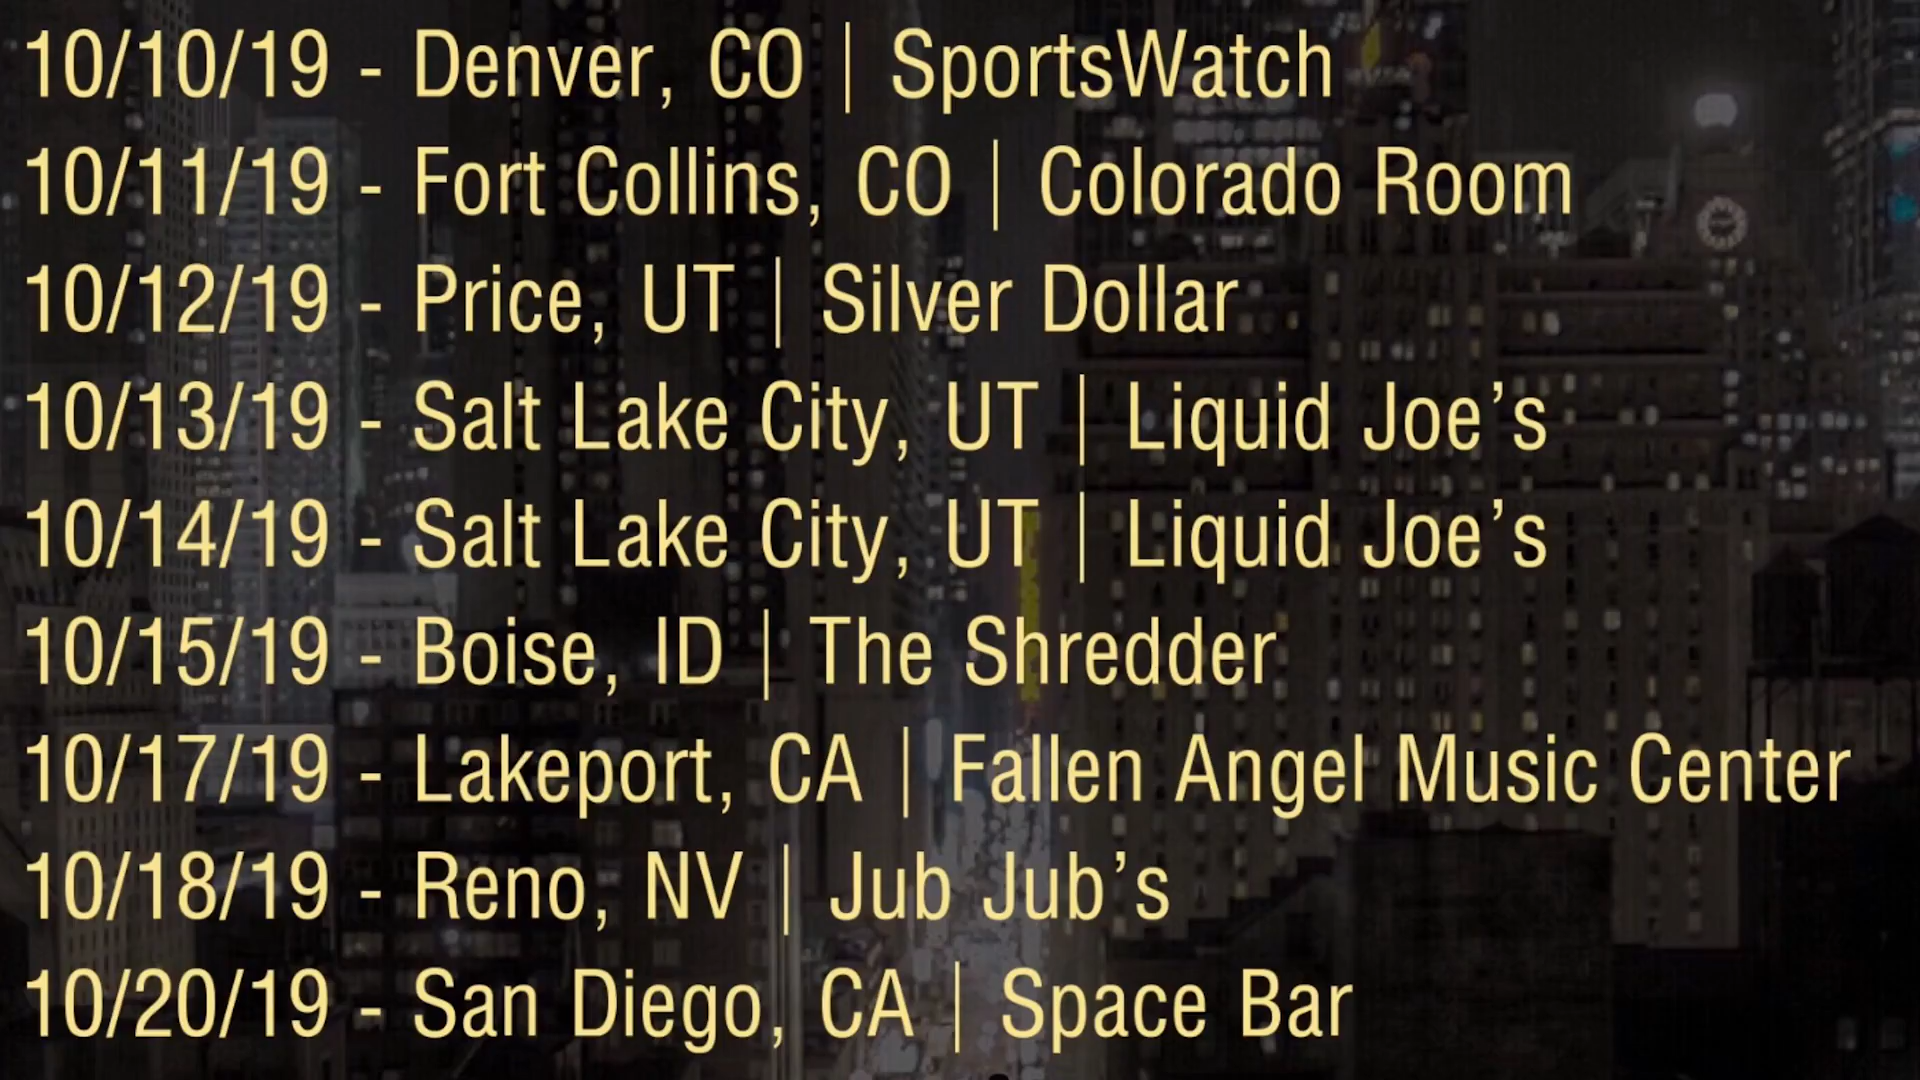 10/10/19 - Denver, CO | SportsWatch
10/11/19 - Fort Collins, CO | Colorado Room
10/12/19 - Price, UT | Silver Dollar
10/13/19 - Salt Lake City, UT | Liquid Joe’s
10/14/19 - Salt Lake City, UT | Liquid Joe’s
10/15/19 - Boise, ID | The Shredder
10/17/19 - Lakeport, CA | Fallen Angel Music Center
10/18/19 - Reno, NV | Jub Jub’s
10/20/19 - San Diego, CA | Space Bar